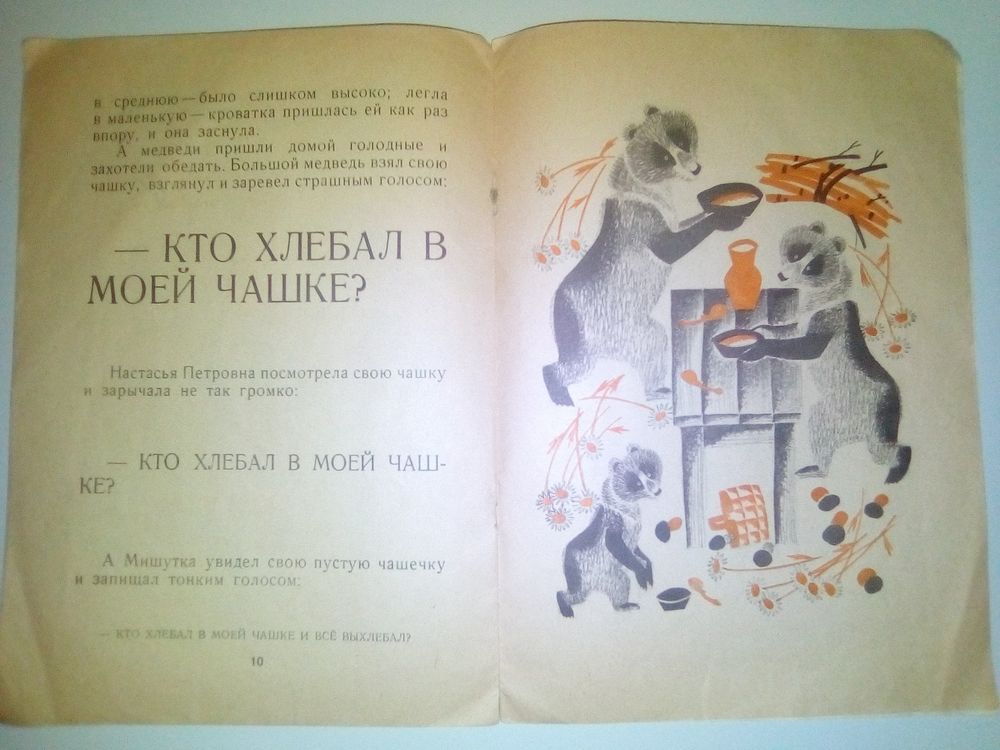 в среднюю — было слишком высоко; легла
в маленькую — кроватка пришлась ей как раз
впору, и она заснула.
А медведи пришли домой голодные и
захотели обедать. Большой медведь взял свою
чашку, взглянул и заревел страшным голосом:
— КТО ХЛЕБАЛ В
МОЕЙ ЧАШКЕ?
Настасья Петровна посмотрела свою чашку
и зарычала не так громко:
— КТО ХЛЕБАЛ В МОЕЙ ЧАШ-
КЕ?
А Мишутка увидел свою пустую чашечку
и запищал тонким голосом:
— КТО ХЛЕБАЛ В МОЕЙ ЧАШКЕ И ВСЁ ВЫХЛЕБАЛ?
10